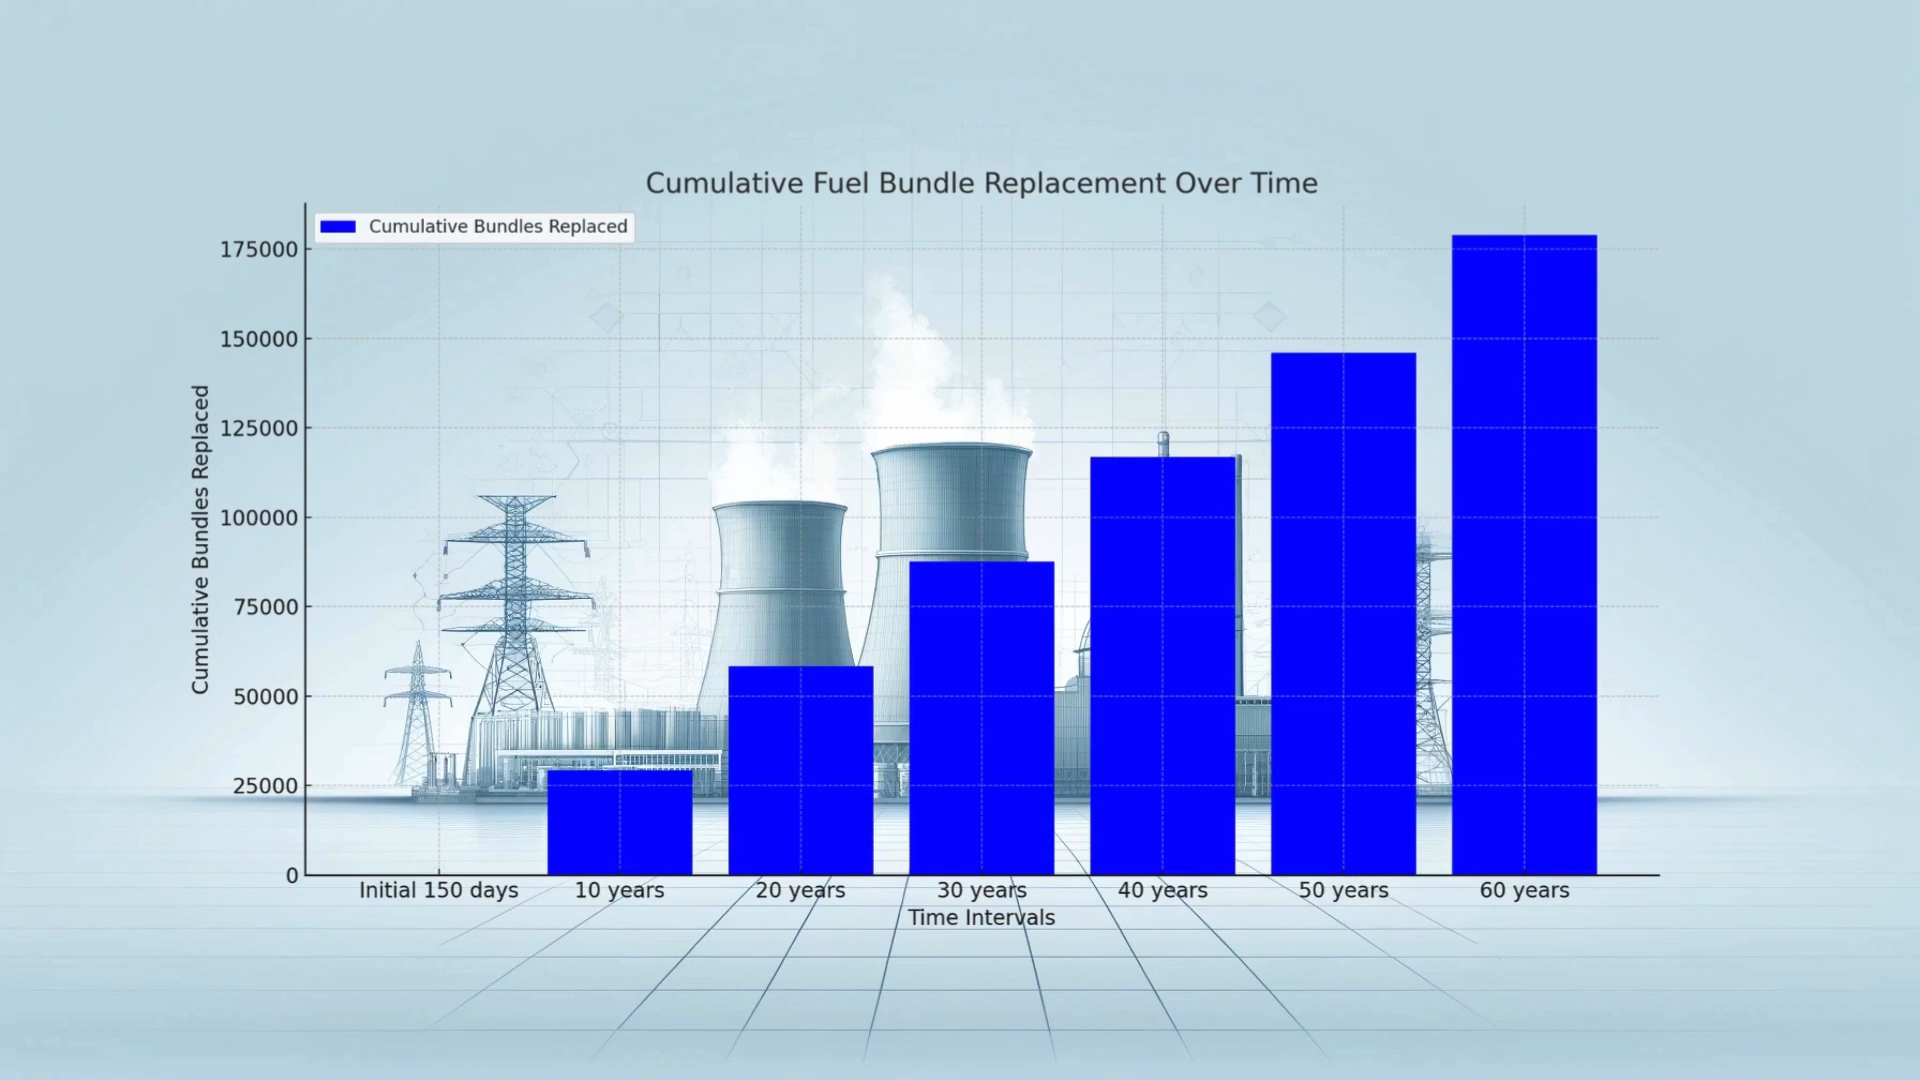 Cumulative Fuel Bundle Replacement Over Time
Cumulative Bundles Replaced
175000
150000
125000
100000
75000
50000
25000
0
Cumulative Bundles Replaced
Initial 150 days
10 years
20 years
30 years
40 years
50 years
60 years
Time Intervals